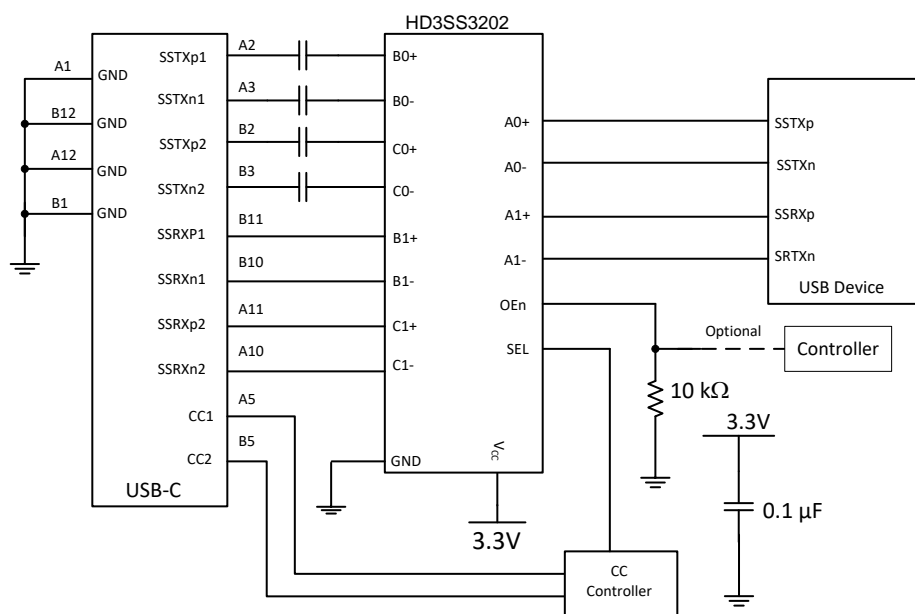 HD3SS3202
A1
GND
B12
GND
A12
GND
B1
GND
SSTXp1
A2
SSTXn1
A3
SSTXp2
B2
SSTXn2
B3
SSRXP1
B11
SSRXn1
B10
SSRXp2
A11
SSRXn2
A10
CC1
A5
CC2
B5
USB-C
B0+
B0-
C0+
C0-
B1+
B1-
C1+
C1-
GND
VCC
3.3V
A0+
A0-
A1+
A1-
OEn
SEL
SSTXp
SSTXn
SSRXp
SRTXn
USB Device
Optional
Controller
10 kΩ
3.3V
0.1 µF
CC
Controller